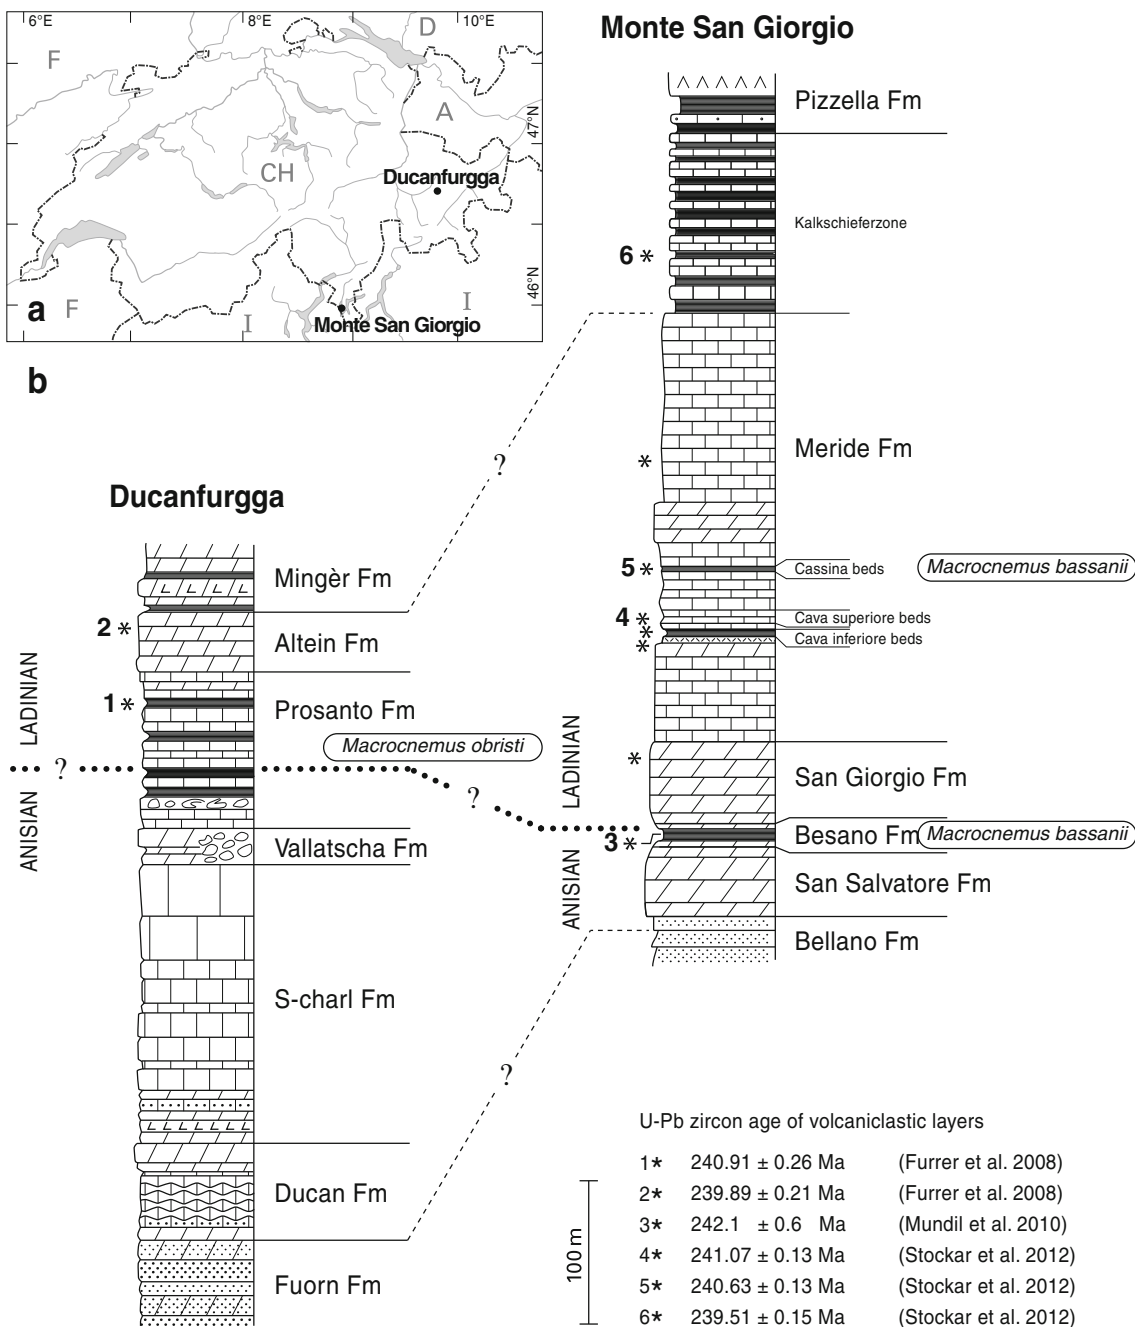 6°E
8°E
10°E
D
F
A
47°N
CH
Ducanfurgga
46°N
a
F
I
I
Monte San Giorgio
b
Monte San Giorgio
Pizzella Fm
Kalkschieferzone
6*
?
Meride Fm
*
5*
Cassina beds
Macrocnemus bassanii
4*
Cava superiore beds
*
Cava inferiore beds
*
LADINIAN
*
San Giorgio Fm
Besano Fm
Macrocnemus bassanii
3*
ANISIAN
San Salvatore Fm
Bellano Fm
Ducanfurgga
Mingèr Fm
2*
Altein Fm
LADINIAN
1*
Prosanto Fm
Macrocnemus obristi
?
?
ANISIAN
Vallatscha Fm
S-charl Fm
?
Ducan Fm
Fuorn Fm
100 m
U-Pb zircon age of volcaniclastic layers
1* 240.91 ± 0.26 Ma (Furrer et al. 2008)
2* 239.89 ± 0.21 Ma (Furrer et al. 2008)
3* 242.1 ± 0.6 Ma (Mundil et al. 2010)
4* 241.07 ± 0.13 Ma (Stockar et al. 2012)
5* 240.63 ± 0.13 Ma (Stockar et al. 2012)
6* 239.51 ± 0.15 Ma (Stockar et al. 2012)